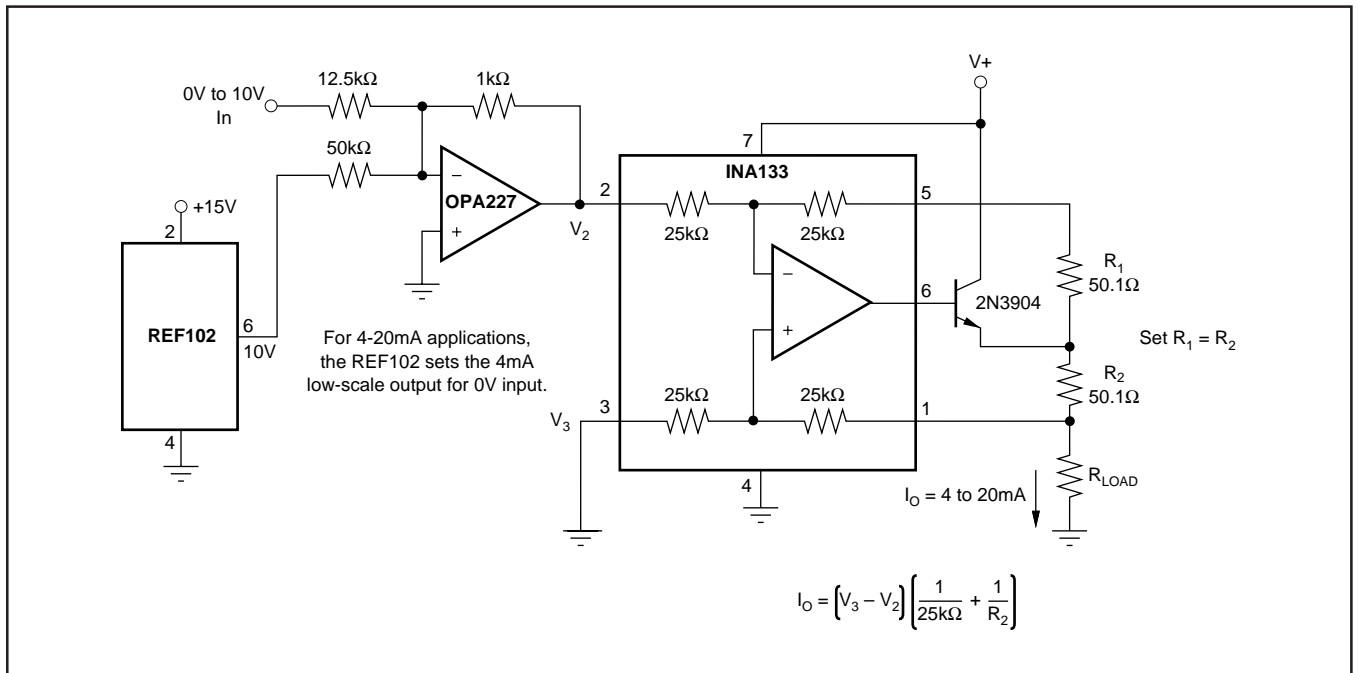 V+
12.5kΩ
1kΩ
0V to 10V
In
50kΩ
7
INA133
+15V
2
OPA227
–
+
V2
2
25kΩ
25kΩ
5
R1
50.1Ω
–
+
6
2N3904
Set R1 = R2
REF102
6
10V
For 4-20mA applications,
the REF102 sets the 4mA
low-scale output for 0V input.
R2
50.1Ω
V3
3
25kΩ
25kΩ
1
4
4
IO = 4 to 20mA
RLOAD
IO = (V3 – V2) (1/25kΩ + 1/R2)